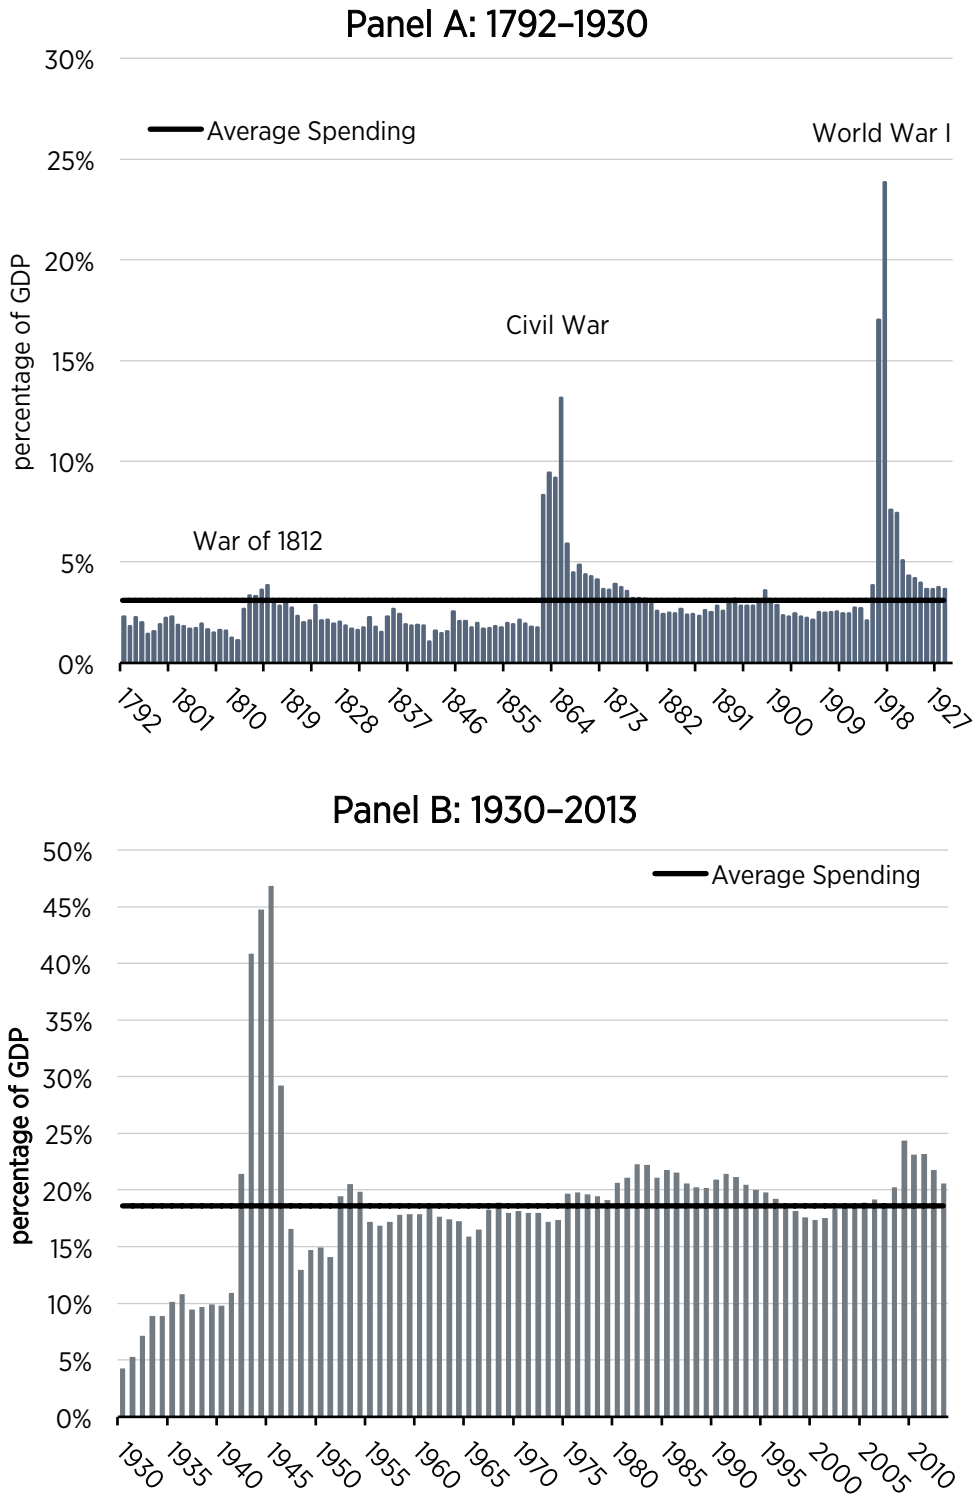 Panel A: 1792–1930
30%
Average Spending
World War I
25%
20%
Civil War
15%
10%
War of 1812
5%
0%
percentage of GDP
1792 1801 1810 1819 1828 1837 1846 1855 1864 1873 1882 1891 1900 1909 1918 1927
Panel B: 1930–2013
50%
Average Spending
45%
40%
35%
30%
25%
20%
15%
10%
5%
0%
percentage of GDP
1930 1935 1940 1945 1950 1955 1960 1965 1970 1975 1980 1985 1990 1995 2000 2005 2010